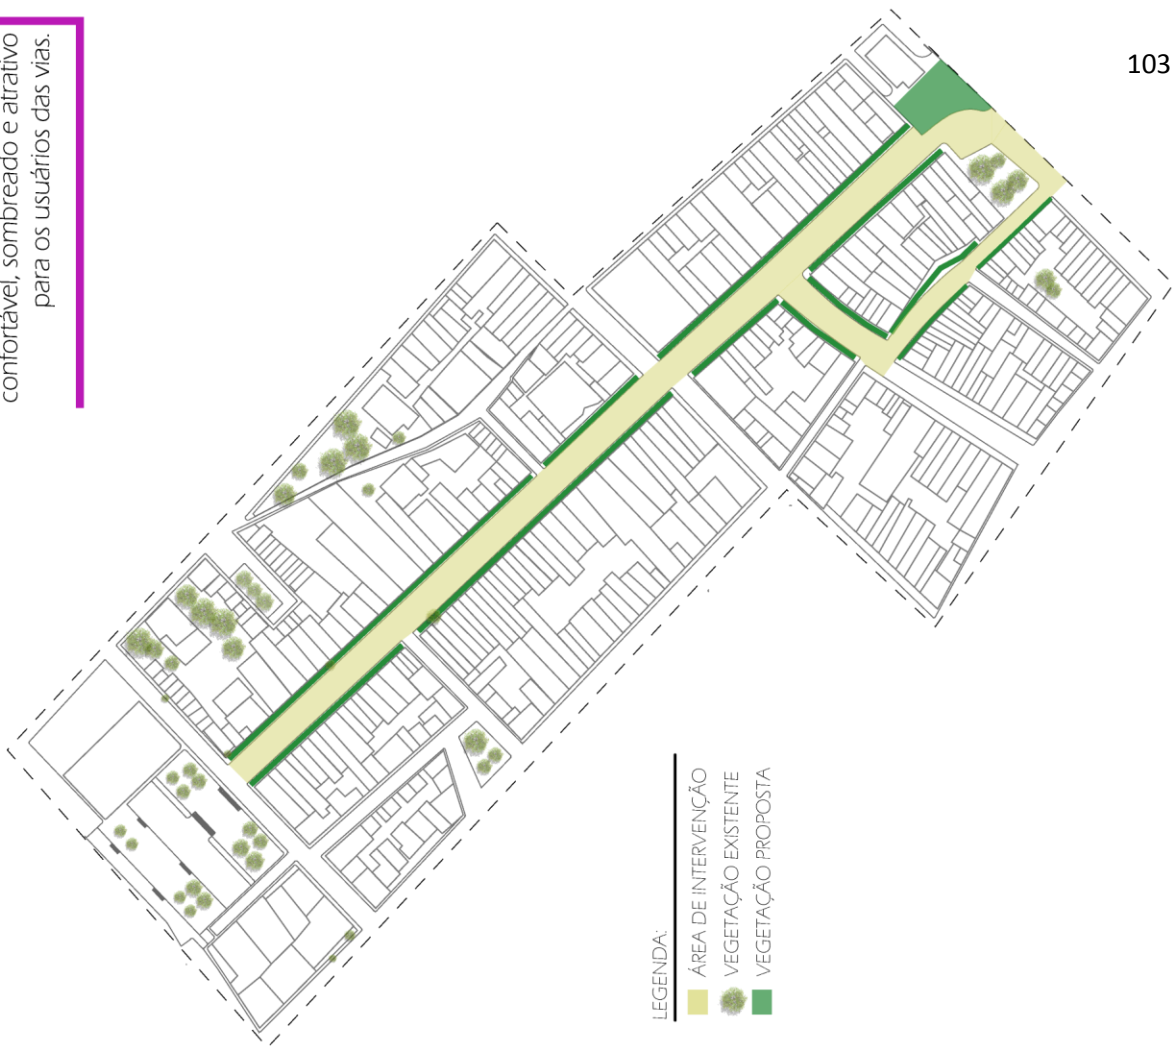 103
confortável, sombreado e atrativo
para os usuários das vias.
LEGENDA:
ÁREA DE INTERVENÇÃO
VEGETAÇÃO EXISTENTE
VEGETAÇÃO PROPOSTA